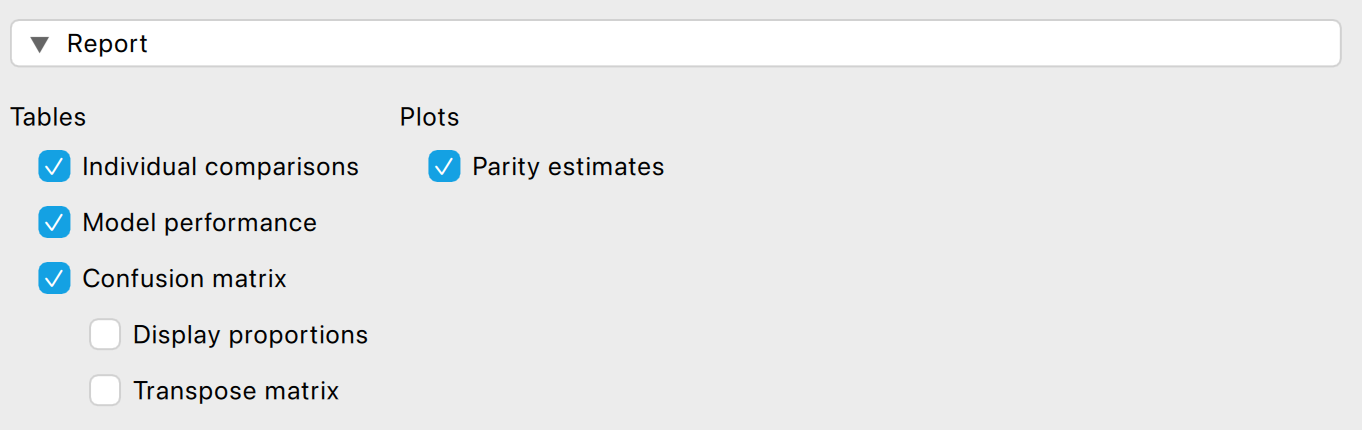 Report
Tables
Individual comparisons
Model performance
Confusion matrix
Display proportions
Transpose matrix
Plots
Parity estimates